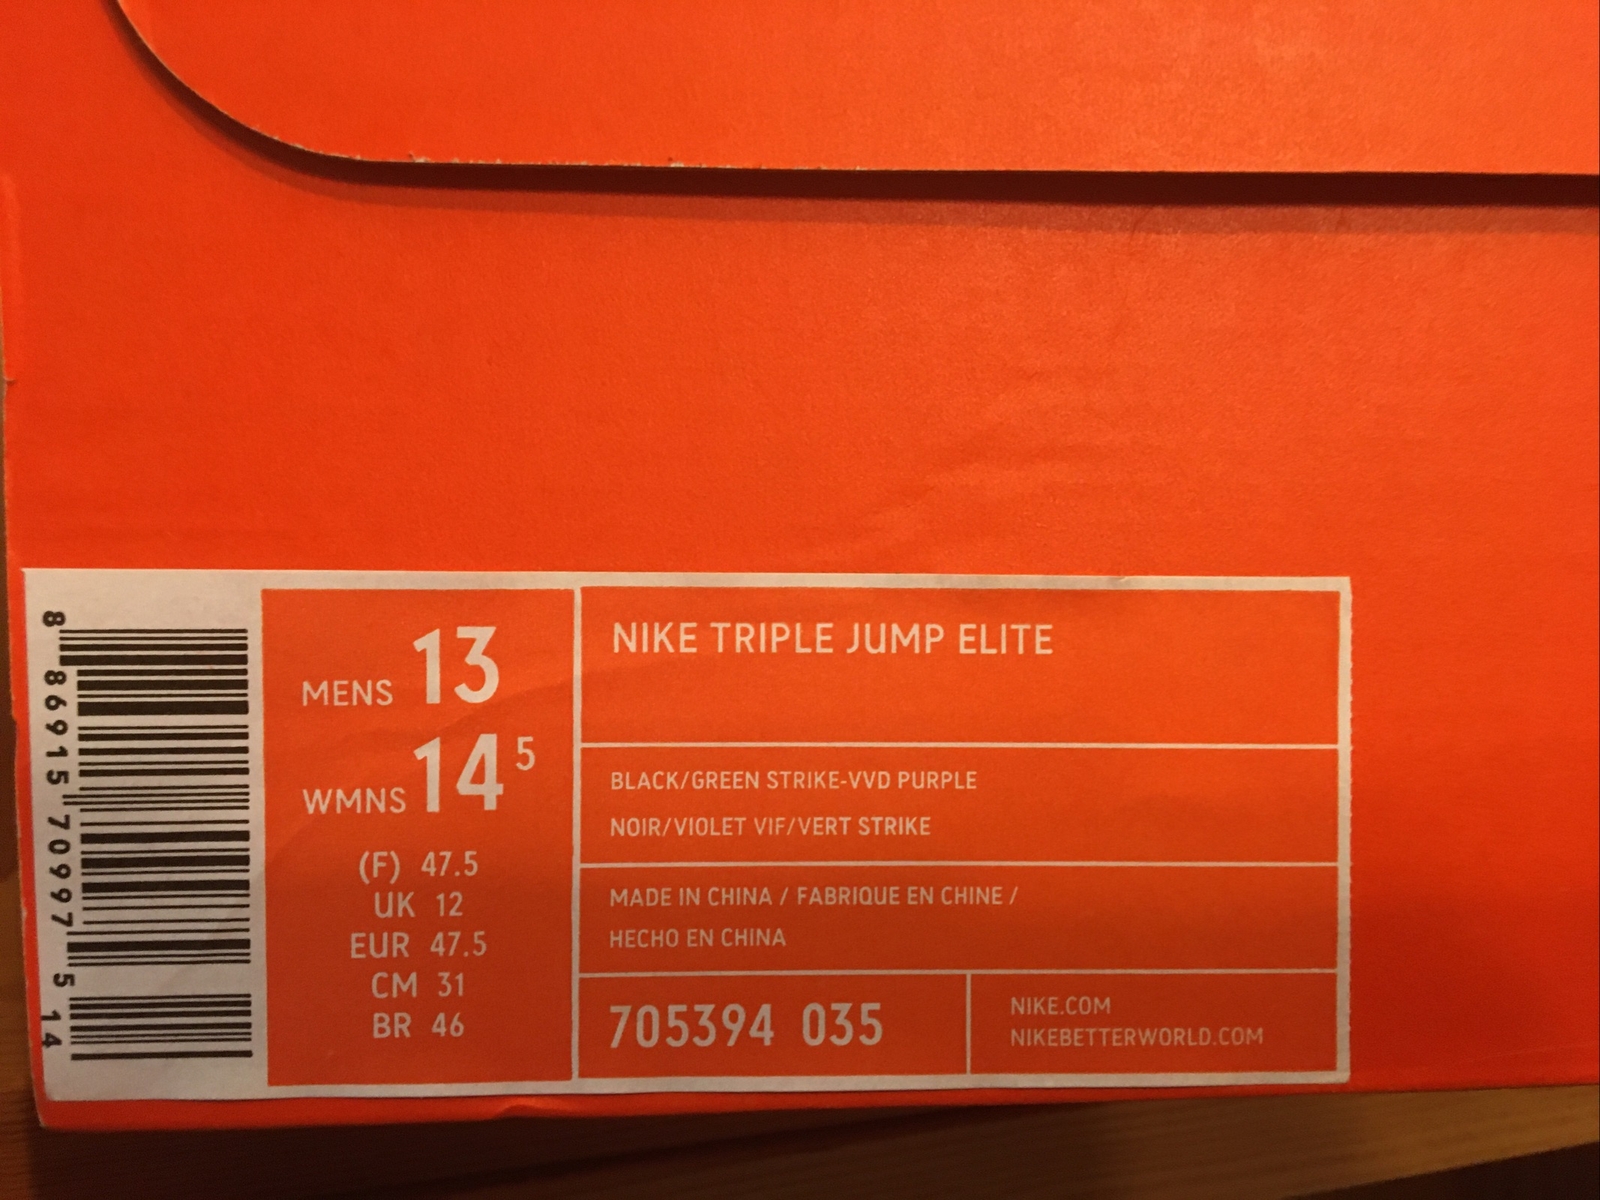 8 86915 70997 5 14
MENS 13
WMNS 14 5
(F) 47.5
UK 12
EUR 47.5
CM 31
BR 46
NIKE TRIPLE JUMP ELITE
BLACK/GREEN STRIKE-VVD PURPLE
NOIR/VIOLET VIF/VERT STRIKE
MADE IN CHINA / FABRIQUE EN CHINE /
HECHO EN CHINA
705394 035
NIKE.COM
NIKEBETTERWORLD.COM